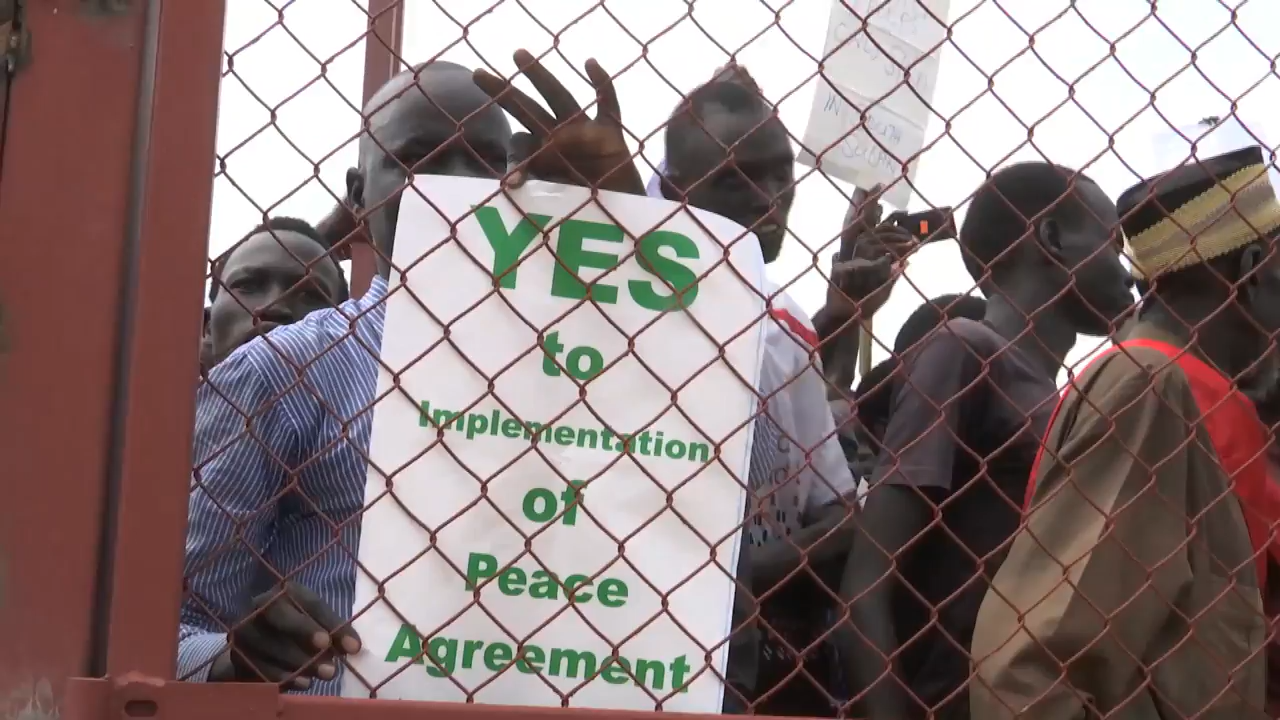 YES
to
Implementation
of
Peace
Agreement